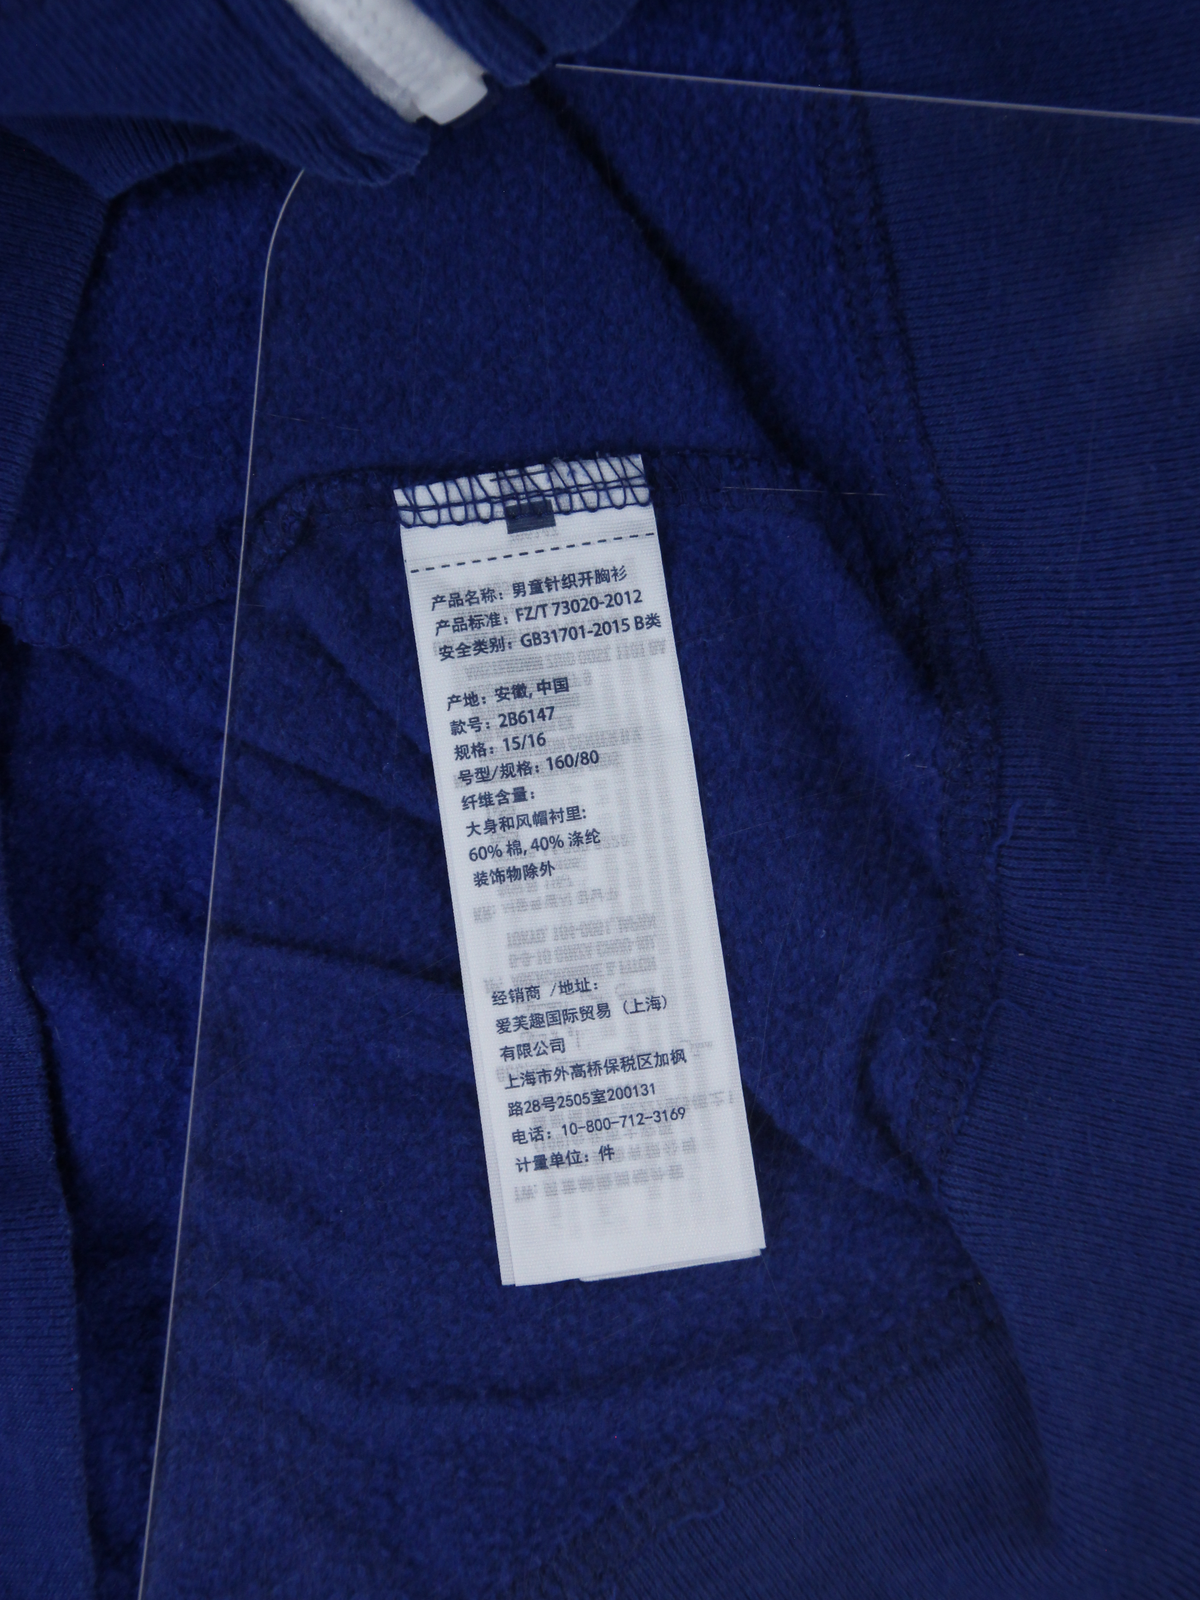 产品名称：男童针织开胸衫
产品标准：FZ/T 73020-2012
安全类别：GB31701-2015 B类
产地：安徽, 中国
款号：2B6147
规格：15/16
号型/规格：160/80
纤维含量：
大身和风帽衬里:
60% 棉, 40% 涤纶
装饰物除外
经销商 /地址：
爱芙趣国际贸易（上海）
有限公司
上海市外高桥保税区加枫
路28号2505室200131
电话：10-800-712-3169
计量单位：件